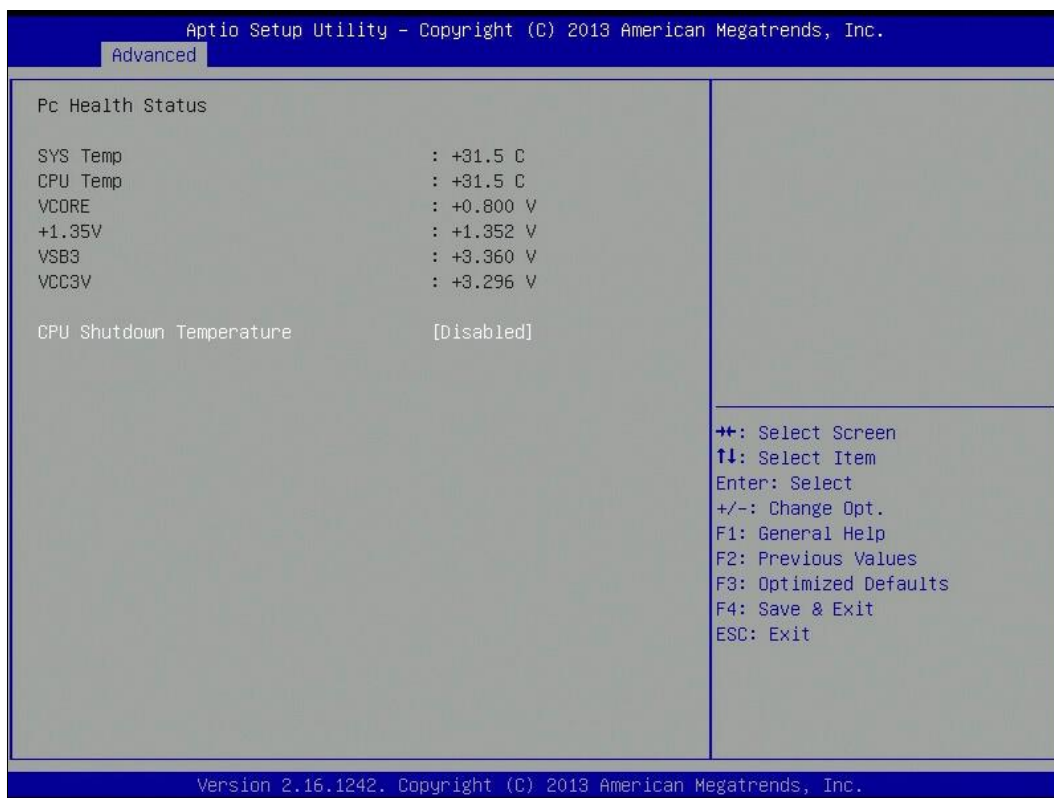 Aptio Setup Utility – Copyright (C) 2013 American Megatrends, Inc.
Advanced
Pc Health Status
SYS Temp : +31.5 C
CPU Temp : +31.5 C
VCORE : +0.800 V
+1.35V : +1.352 V
VSB3 : +3.360 V
VCC3V : +3.296 V
CPU Shutdown Temperature [Disabled]
→←: Select Screen
↑↓: Select Item
Enter: Select
+/-: Change Opt.
F1: General Help
F2: Previous Values
F3: Optimized Defaults
F4: Save & Exit
ESC: Exit
Version 2.16.1242. Copyright (C) 2013 American Megatrends, Inc.